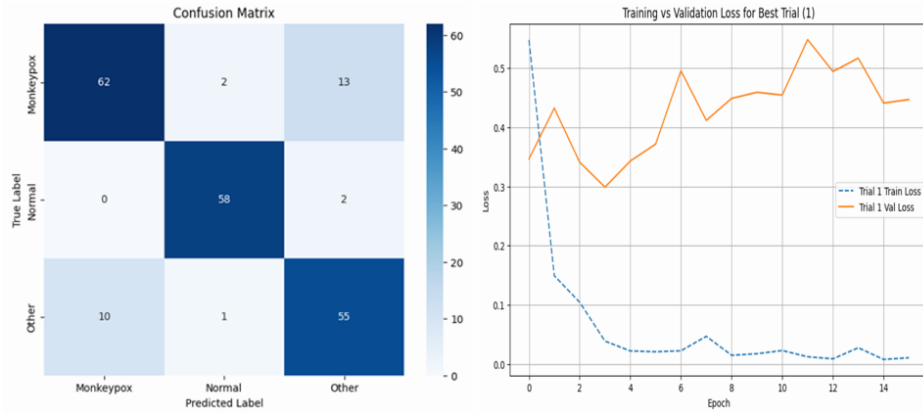 Confusion Matrix
Monkeypox
Normal
Other
True Label
62 2 13
0 58 2
10 1 55
Monkeypox Normal Other
Predicted Label
60
50
40
30
20
10
0
Training vs Validation Loss for Best Trial (1)
Loss
0.5
0.4
0.3
0.2
0.1
0.0
Trial 1 Train Loss
Trial 1 Val Loss
0 2 4 6 8 10 12 14
Epoch